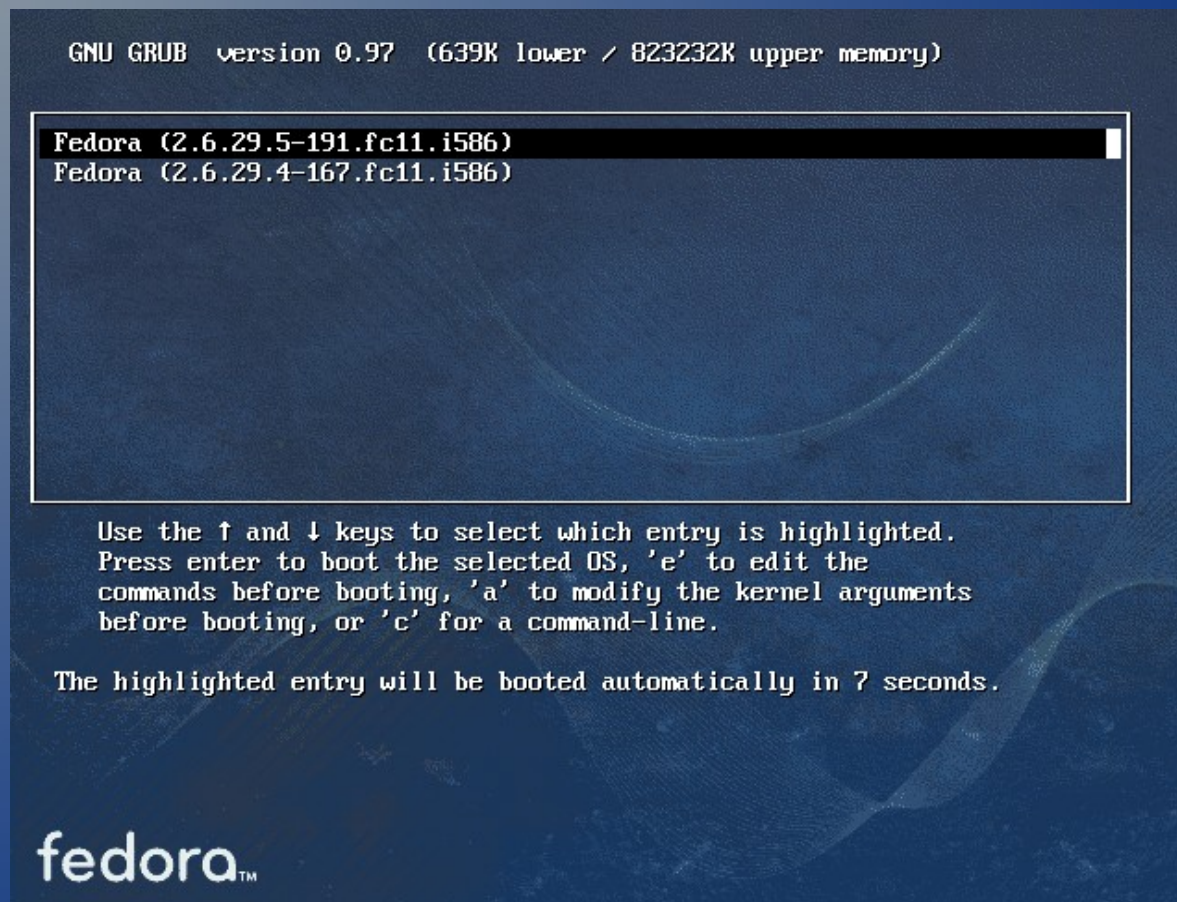 GNU GRUB version 0.97 (639K lower / 823232K upper memory)
Fedora (2.6.29.5-191.fc11.i586)
Fedora (2.6.29.4-167.fc11.i586)
Use the ↑ and ↓ keys to select which entry is highlighted.
Press enter to boot the selected OS, 'e' to edit the
commands before booting, 'a' to modify the kernel arguments
before booting, or 'c' for a command-line.
The highlighted entry will be booted automatically in 7 seconds.
fedora™